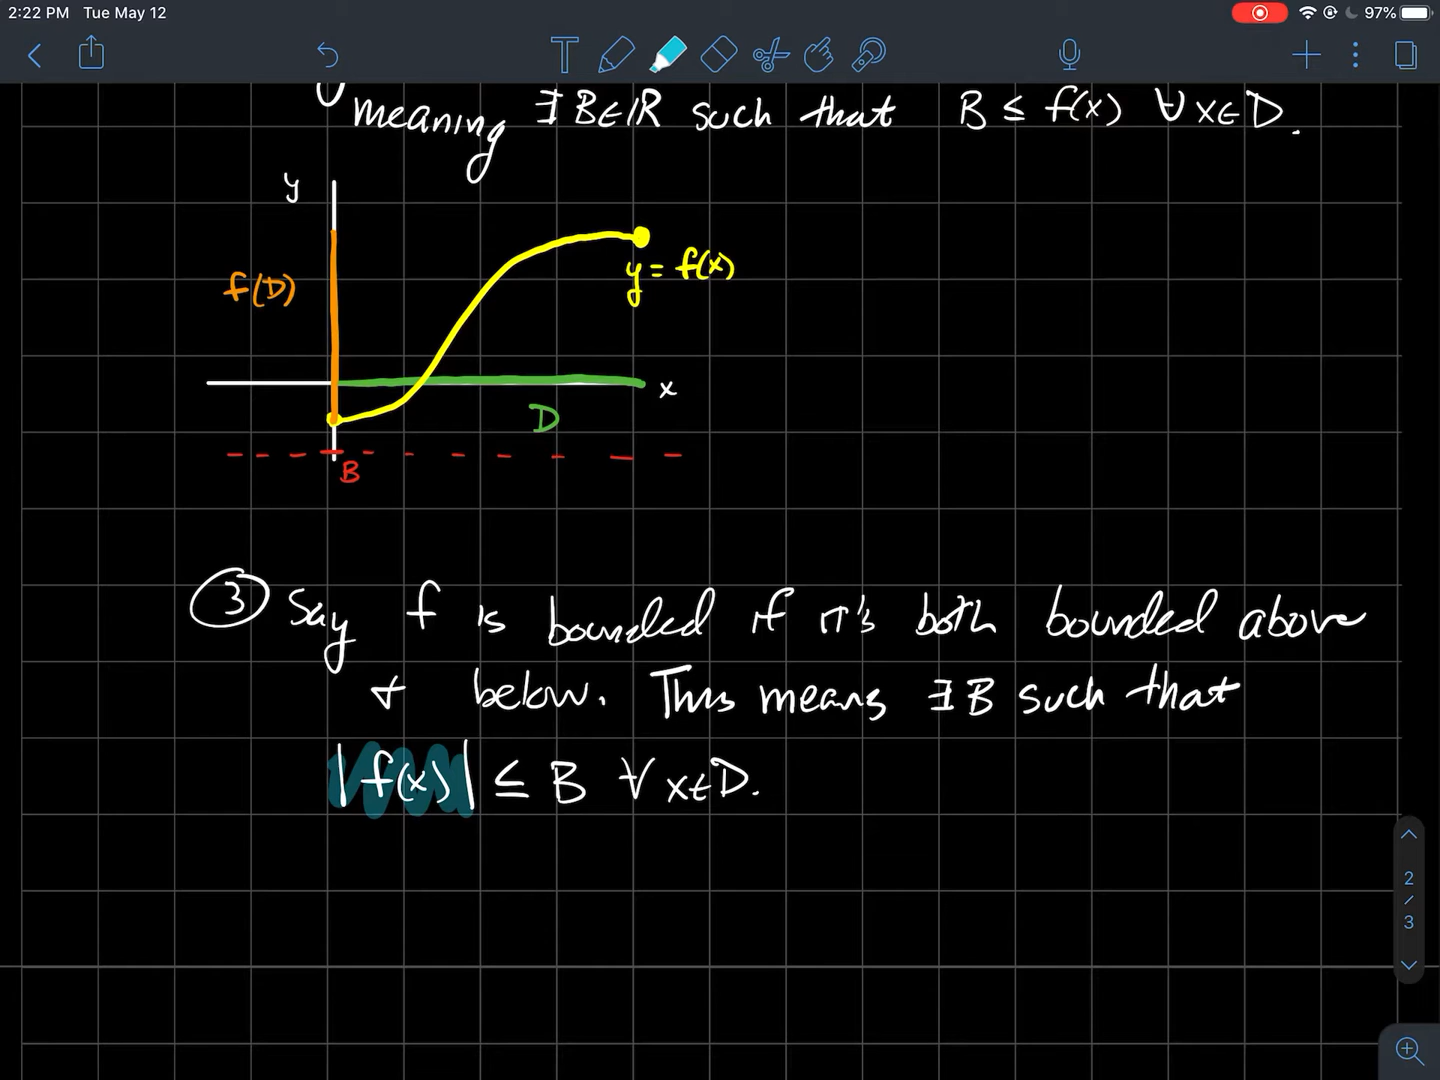 2:22 PM Tue May 12
97%
T
meaning ∃ B∈ℝ such that B ≤ f(x) ∀x∈D.
y
f(D)
y = f(x)
x
D
B
③ Say f is bounded if it's both bounded above
+ below. This means ∃ B such that
|f(x)| ≤ B ∀ x∈D.
2
/
3